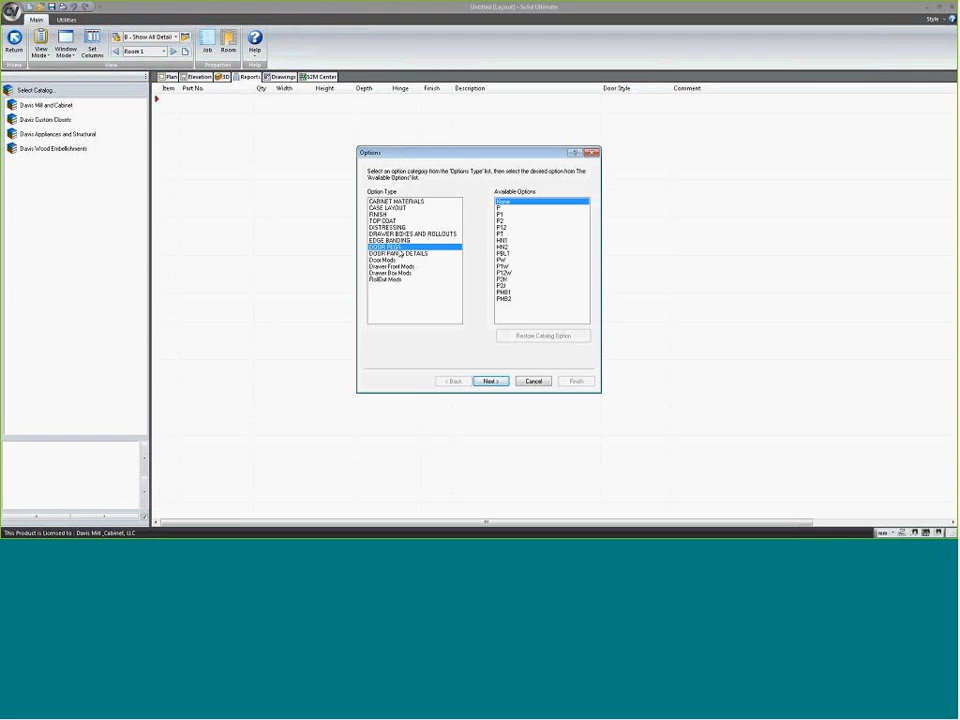 Untitled [Layout] - Solid Ultimate
Main
Utilities
Style
Return
View Mode
Window Mode
Set Columns
B - Show All Detail
Room 1
Job
Room
Help
Home
View
Properties
Help
Select Catalog...
Plan
Elevation
3D
Reports
Drawings
S2M Center
Item Part No. Qty Width Height Depth Hinge Finish Description Door Style Comment
Davis Mill and Cabinet
Davis Custom Closets
Davis Appliances and Structural
Davis Wood Embellishments
Options
Select an option category from the 'Options Type' list, then select the desired option from The
'Available Options' list.
Option Type
CABINET MATERIALS
CASE LAYOUT
FINISH
TOP COAT
DISTRESSING
DRAWER BOXES AND ROLLOUTS
EDGE BANDING
DOOR PEGS
DOOR PANEL DETAILS
Door Mods
Drawer Front Mods
Drawer Box Mods
RollOut Mods
Available Options
None
P
P1
P2
P12
PT
HN1
HN2
PBLT
PW
P1W
P12W
P2H
P2J
PMB1
PMB2
Restore Catalog Option
< Back
Next >
Cancel
Finish
This Product is Licensed to : Davis Mill_Cabinet, LLC
mm